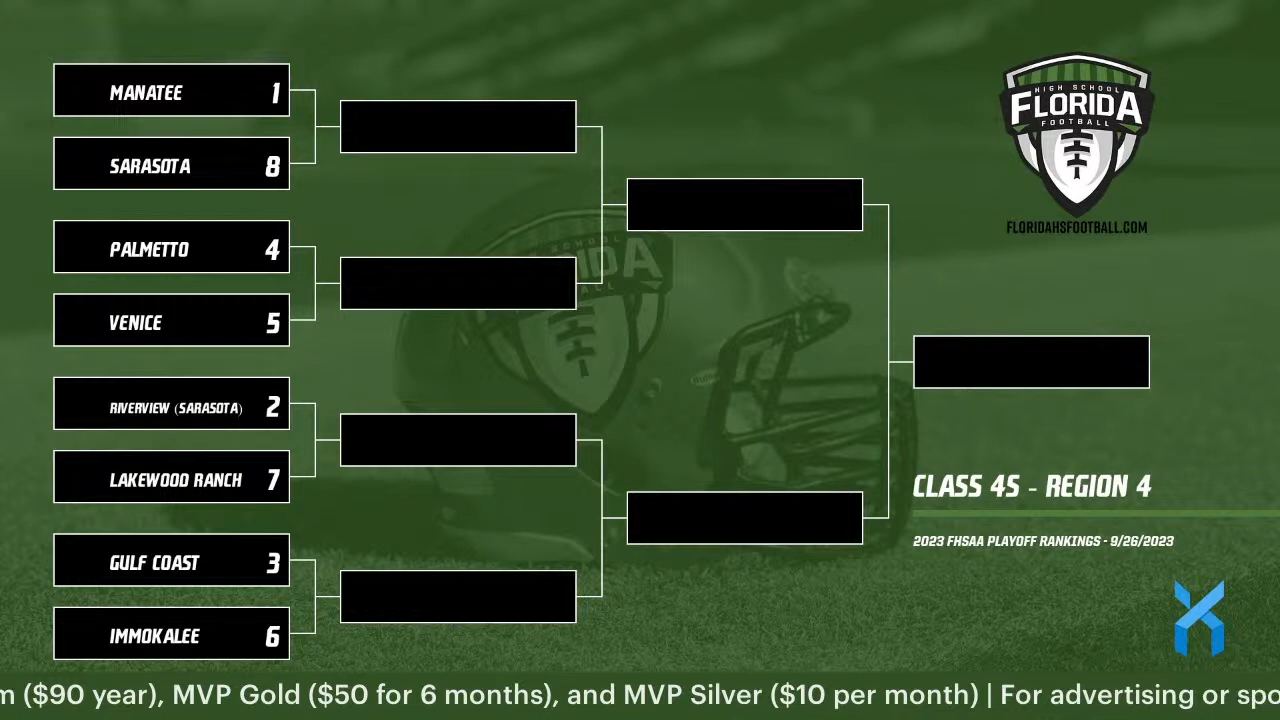 MANATEE 1
SARASOTA 8
PALMETTO 4
VENICE 5
RIVERVIEW (SARASOTA) 2
LAKEWOOD RANCH 7
GULF COAST 3
IMMOKALEE 6
HIGH SCHOOL
FLORIDA
FOOTBALL
FLORIDAHSFOOTBALL.COM
CLASS 4S - REGION 4
2023 FHSAA PLAYOFF RANKINGS - 9/26/2023
m ($90 year), MVP Gold ($50 for 6 months), and MVP Silver ($10 per month) | For advertising or spo